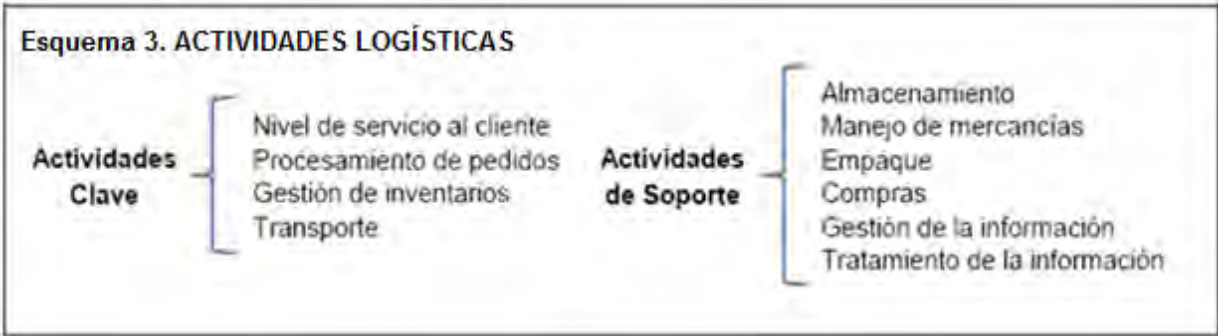 Esquema 3. ACTIVIDADES LOGÍSTICAS
Actividades
Clave
Nivel de servicio al cliente
Procesamiento de pedidos
Gestión de inventarios
Transporte
Actividades
de Soporte
Almacenamiento
Manejo de mercancías
Empaque
Compras
Gestión de la información
Tratamiento de la información